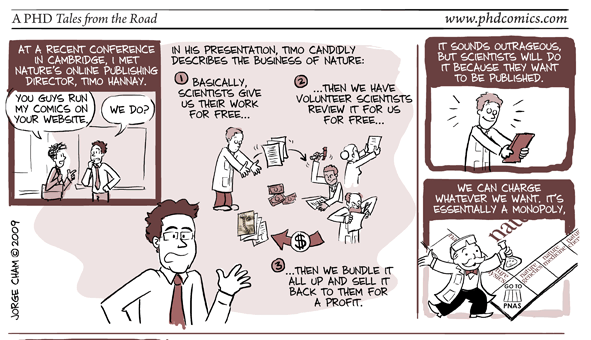 A PHD Tales from the Road
www.phdcomics.com
AT A RECENT CONFERENCE
IN CAMBRIDGE, I MET
NATURE'S ONLINE PUBLISHING
DIRECTOR, TIMO HANNAY.
YOU GUYS RUN
MY COMICS ON
YOUR WEBSITE.
WE DO?
IN HIS PRESENTATION, TIMO CANDIDLY
DESCRIBES THE BUSINESS OF NATURE:
1 BASICALLY,
SCIENTISTS GIVE
US THEIR WORK
FOR FREE...
2 ...THEN WE HAVE
VOLUNTEER SCIENTISTS
REVIEW IT FOR US
FOR FREE...
$
3 ...THEN WE BUNDLE IT
ALL UP AND SELL IT
BACK TO THEM FOR
A PROFIT.
IT SOUNDS OUTRAGEOUS,
BUT SCIENTISTS WILL DO
IT BECAUSE THEY WANT
TO BE PUBLISHED.
WE CAN CHARGE
WHATEVER WE WANT. IT'S
ESSENTIALLY A MONOPOLY.
nature
nature
genetics
nature
medicine
GO TO
PNAS
JORGE CHAM © 2009